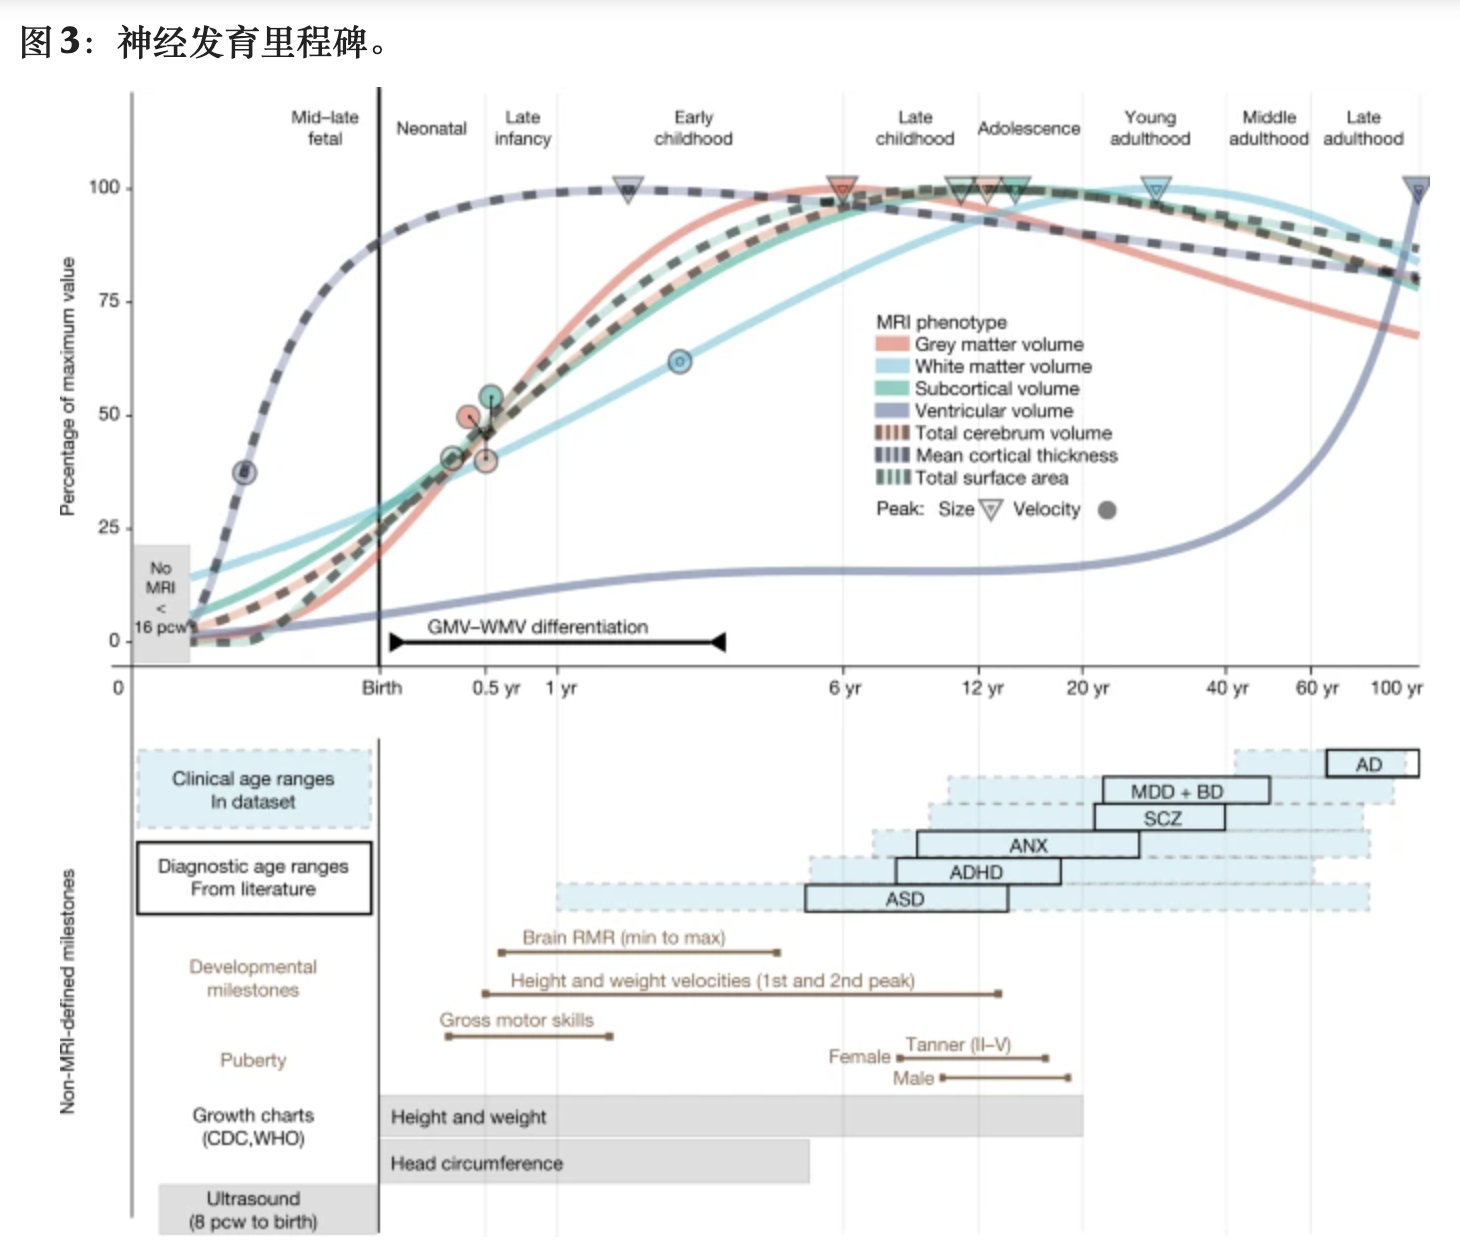 图3：神经发育里程碑。
Mid–late
fetal
Neonatal
Late
infancy
Early
childhood
Late
childhood
Adolescence
Young
adulthood
Middle
adulthood
Late
adulthood
Percentage of maximum value
100
75
50
25
0
No
MRI
<
16 pcw
MRI phenotype
Grey matter volume
White matter volume
Subcortical volume
Ventricular volume
Total cerebrum volume
Mean cortical thickness
Total surface area
Peak: Size Velocity
GMV–WMV differentiation
0 Birth 0.5 yr 1 yr 6 yr 12 yr 20 yr 40 yr 60 yr 100 yr
Non-MRI-defined milestones
Clinical age ranges
In dataset
Diagnostic age ranges
From literature
AD
MDD + BD
SCZ
ANX
ADHD
ASD
Developmental
milestones
Brain RMR (min to max)
Height and weight velocities (1st and 2nd peak)
Gross motor skills
Puberty
Tanner (II–V)
Female
Male
Growth charts
(CDC,WHO)
Height and weight
Head circumference
Ultrasound
(8 pcw to birth)